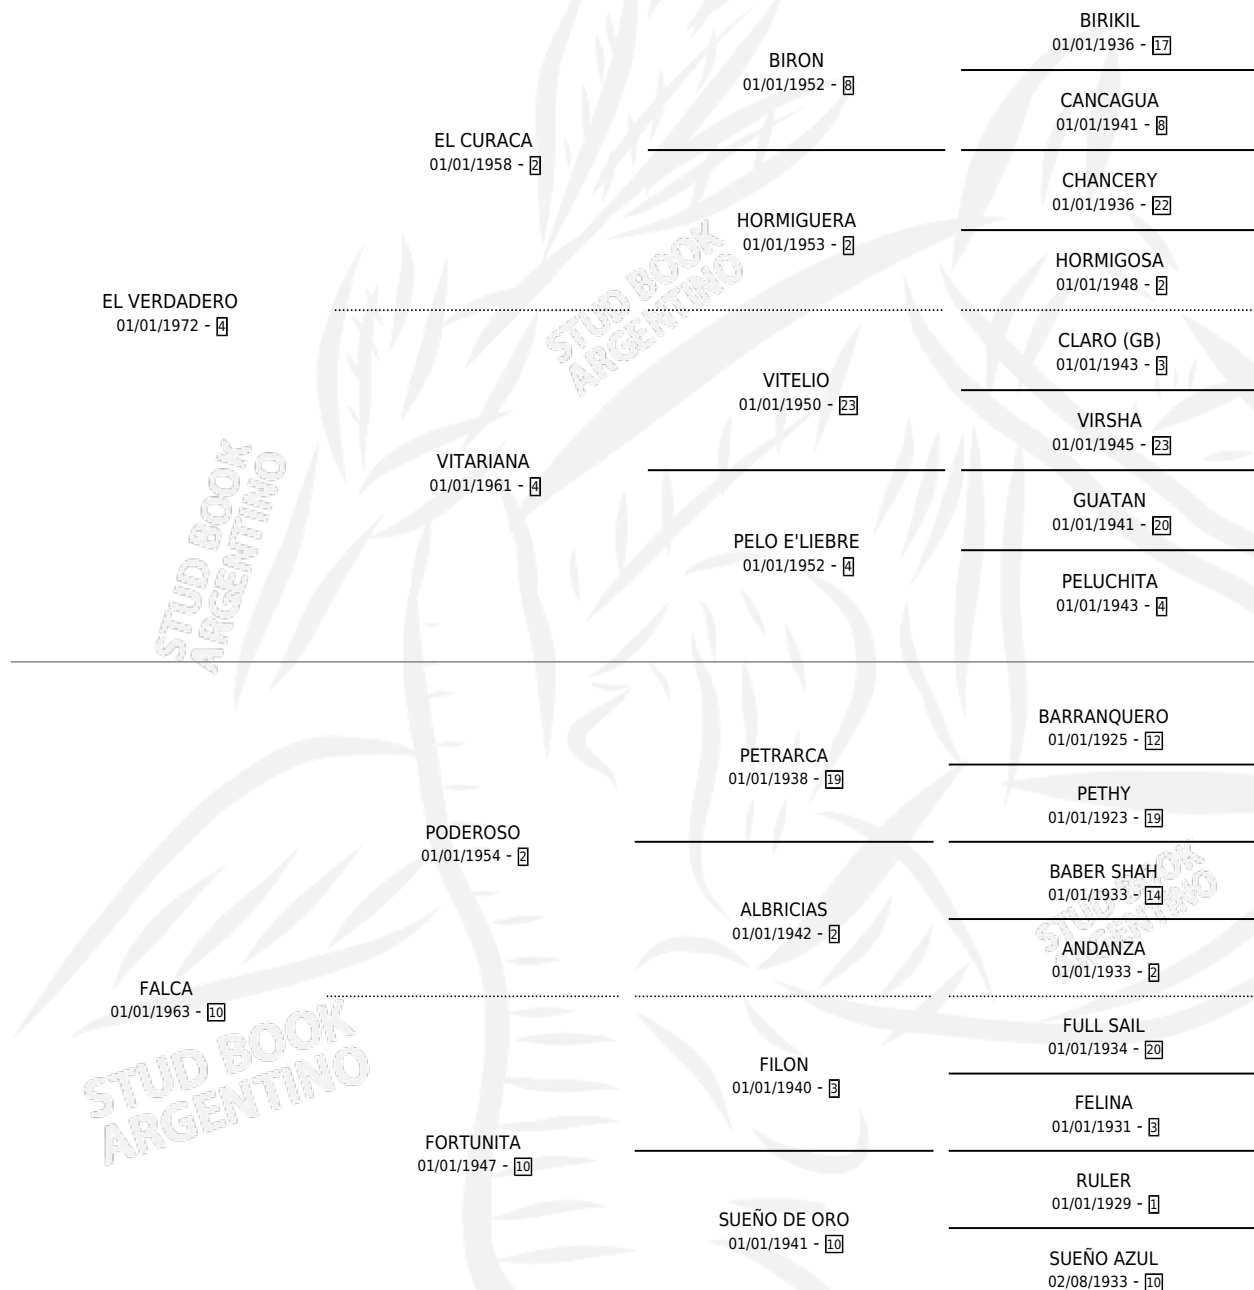 BIRIKIL
01/01/1936 - 17
BIRON
01/01/1952 - 8
CANCAGUA
01/01/1941 - 8
EL CURACA
01/01/1958 - 2
CHANCERY
01/01/1936 - 22
HORMIGUERA
01/01/1953 - 2
HORMIGOSA
01/01/1948 - 2
EL VERDADERO
01/01/1972 - 4
CLARO (GB)
01/01/1943 - 3
VITELIO
01/01/1950 - 23
VIRSHA
01/01/1945 - 23
VITARIANA
01/01/1961 - 4
GUATAN
01/01/1941 - 20
PELO E'LIEBRE
01/01/1952 - 4
PELUCHITA
01/01/1943 - 4
BARRANQUERO
01/01/1925 - 12
PETRARCA
01/01/1938 - 19
PETHY
01/01/1923 - 19
PODEROSO
01/01/1954 - 2
BABER SHAH
01/01/1933 - 14
ALBRICIAS
01/01/1942 - 2
ANDANZA
01/01/1933 - 2
FALCA
01/01/1963 - 10
FULL SAIL
01/01/1934 - 20
FILON
01/01/1940 - 3
FELINA
01/01/1931 - 3
FORTUNITA
01/01/1947 - 10
RULER
01/01/1929 - 1
SUEÑO DE ORO
01/01/1941 - 10
SUEÑO AZUL
02/08/1933 - 10
STUD BOOK
ARGENTINO
STUD BOOK
ARGENTINO
STUD BOOK
ARGENTINO
STUD BOOK
ARGENTINO